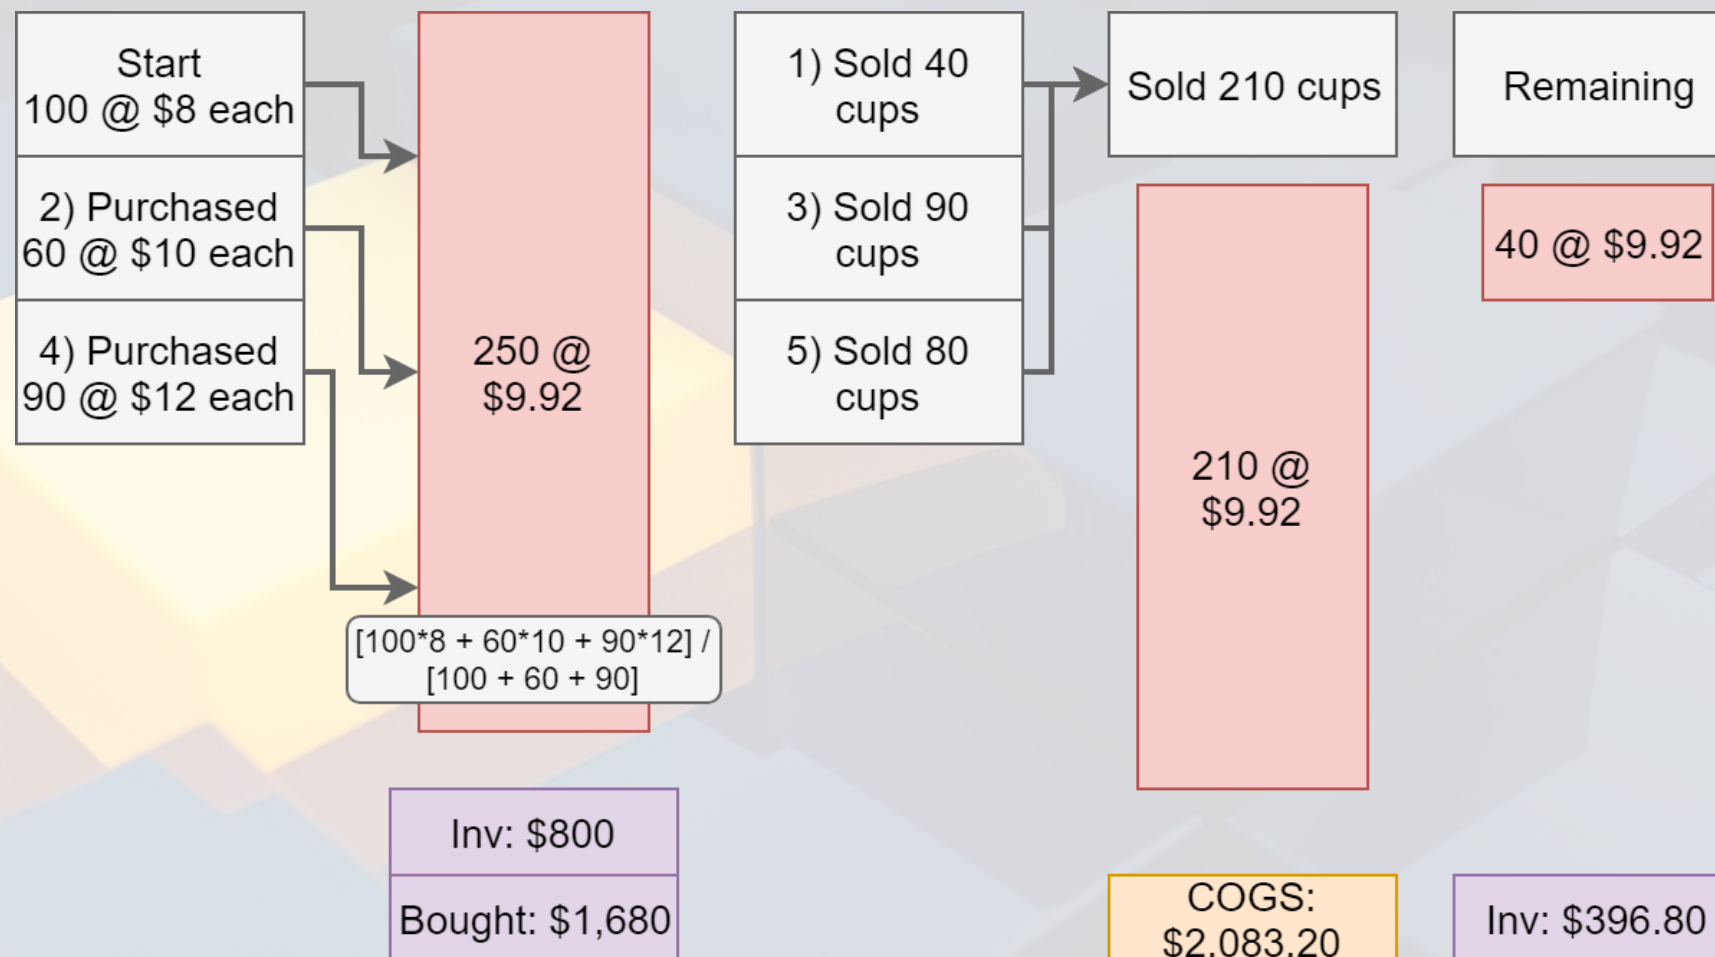 Start
100 @ $8 each
2) Purchased
60 @ $10 each
4) Purchased
90 @ $12 each
250 @
$9.92
[100*8 + 60*10 + 90*12] /
[100 + 60 + 90]
Inv: $800
Bought: $1,680
1) Sold 40
cups
3) Sold 90
cups
5) Sold 80
cups
Sold 210 cups
210 @
$9.92
COGS:
$2,083.20
Remaining
40 @ $9.92
Inv: $396.80